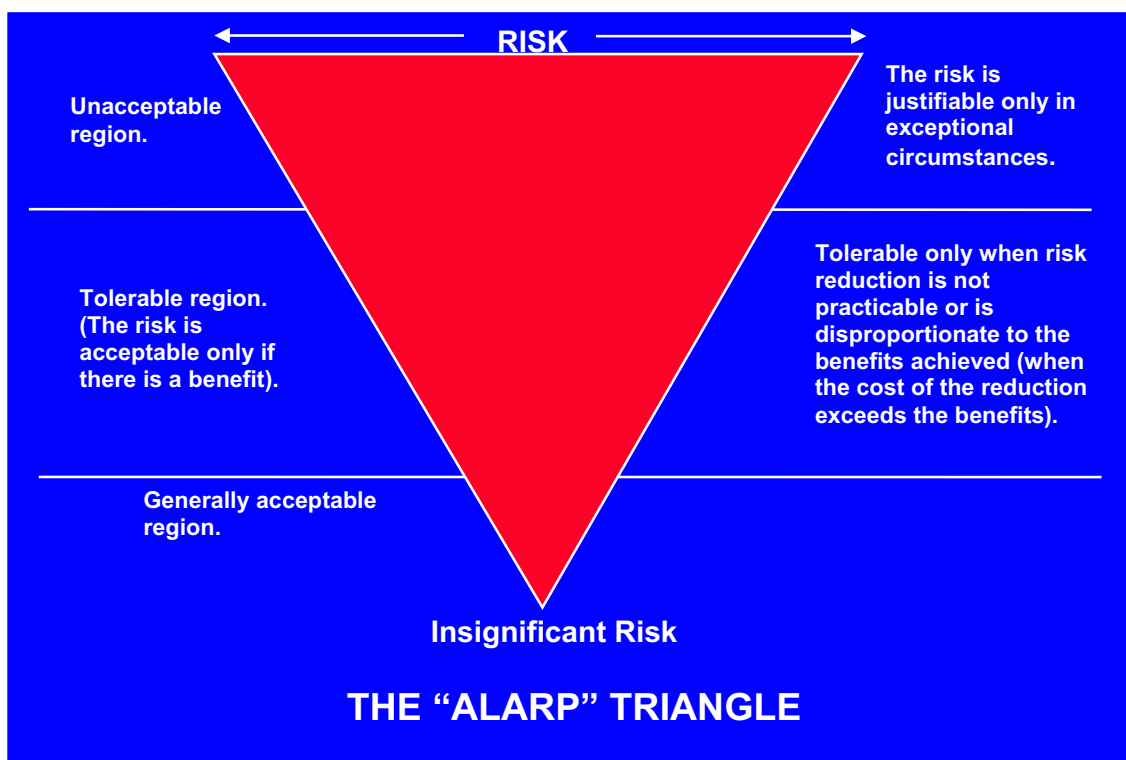 RISK
Unacceptable
region.
The risk is
justifiable only in
exceptional
circumstances.
Tolerable region.
(The risk is
acceptable only if
there is a benefit).
Tolerable only when risk
reduction is not
practicable or is
disproportionate to the
benefits achieved (when
the cost of the reduction
exceeds the benefits).
Generally acceptable
region.
Insignificant Risk
THE “ALARP” TRIANGLE